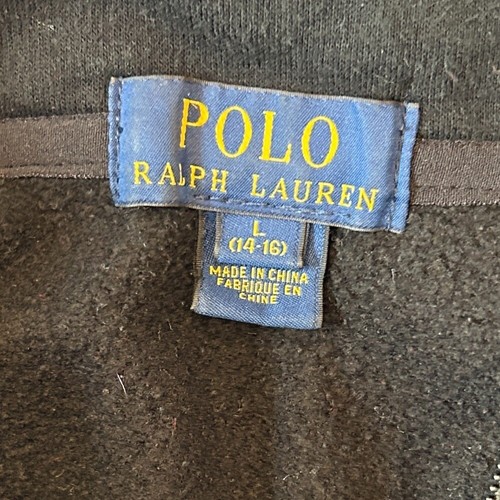 POLO
RALPH LAUREN
L
(14-16)
MADE IN CHINA
FABRIQUE EN
CHINE